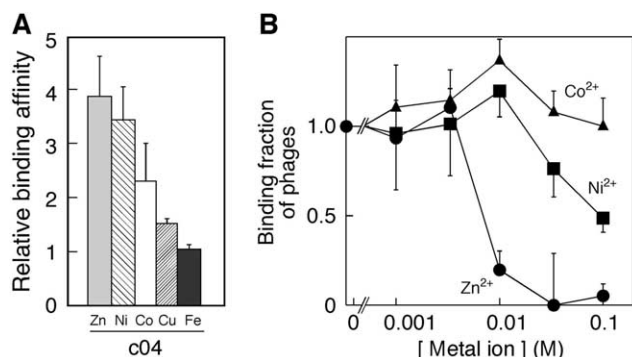 A
Relative binding affinity
5
4
3
2
1
0
Zn Ni Co Cu Fe
c04
B
Binding fraction
of phages
1.0
0.5
0
Co2+
Ni2+
Zn2+
0 0.001 0.01 0.1
[ Metal ion ] (M)